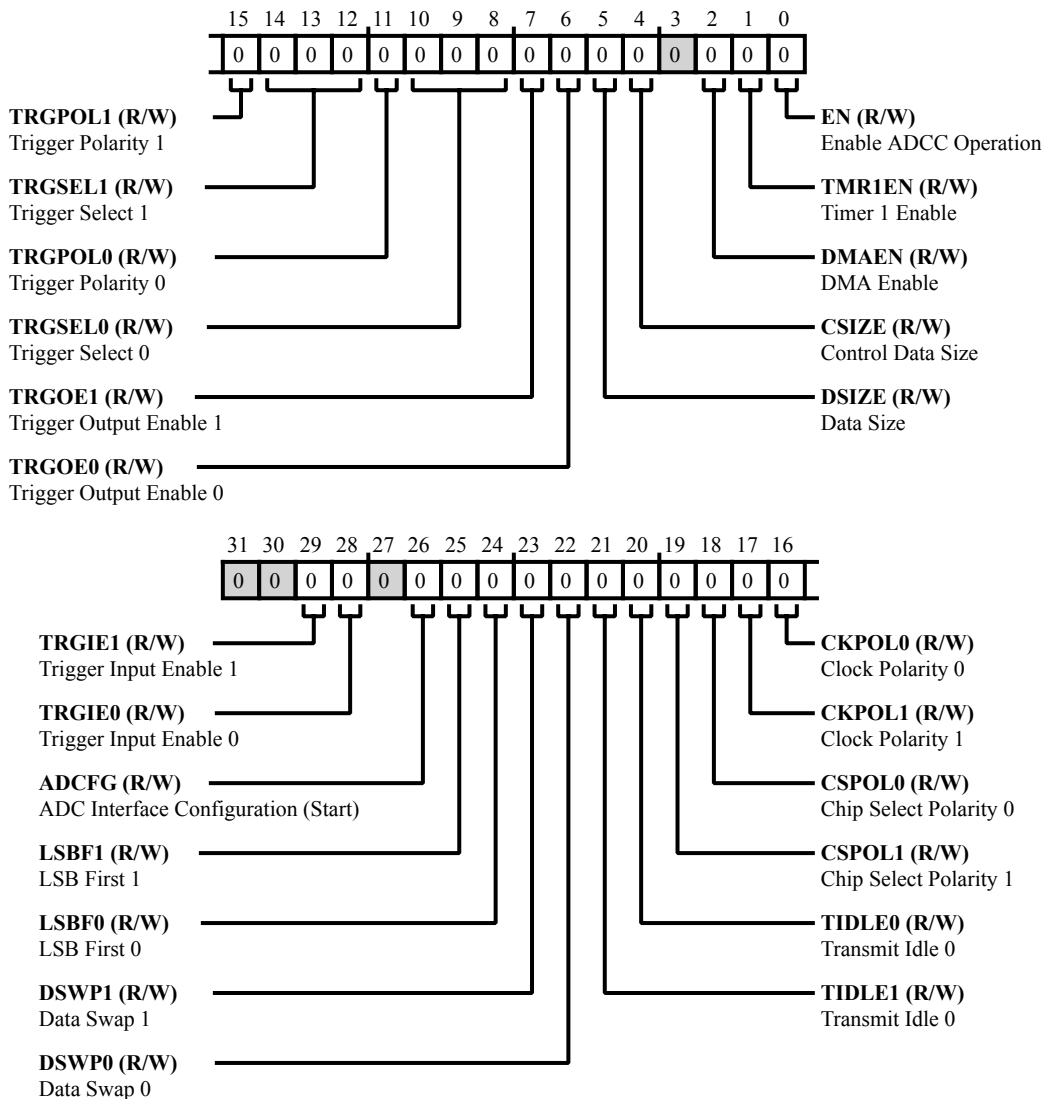 15 14 13 12 11 10 9 8 7 6 5 4 3 2 1 0
0 0 0 0 0 0 0 0 0 0 0 0 0 0 0 0
TRGPOL1 (R/W)
Trigger Polarity 1
TRGSEL1 (R/W)
Trigger Select 1
TRGPOL0 (R/W)
Trigger Polarity 0
TRGSEL0 (R/W)
Trigger Select 0
TRGOE1 (R/W)
Trigger Output Enable 1
TRGOE0 (R/W)
Trigger Output Enable 0
EN (R/W)
Enable ADCC Operation
TMR1EN (R/W)
Timer 1 Enable
DMAEN (R/W)
DMA Enable
CSIZE (R/W)
Control Data Size
DSIZE (R/W)
Data Size
31 30 29 28 27 26 25 24 23 22 21 20 19 18 17 16
0 0 0 0 0 0 0 0 0 0 0 0 0 0 0 0
TRGIE1 (R/W)
Trigger Input Enable 1
TRGIE0 (R/W)
Trigger Input Enable 0
ADCFG (R/W)
ADC Interface Configuration (Start)
LSBF1 (R/W)
LSB First 1
LSBF0 (R/W)
LSB First 0
DSWP1 (R/W)
Data Swap 1
DSWP0 (R/W)
Data Swap 0
CKPOL0 (R/W)
Clock Polarity 0
CKPOL1 (R/W)
Clock Polarity 1
CSPOL0 (R/W)
Chip Select Polarity 0
CSPOL1 (R/W)
Chip Select Polarity 1
TIDLE0 (R/W)
Transmit Idle 0
TIDLE1 (R/W)
Transmit Idle 0